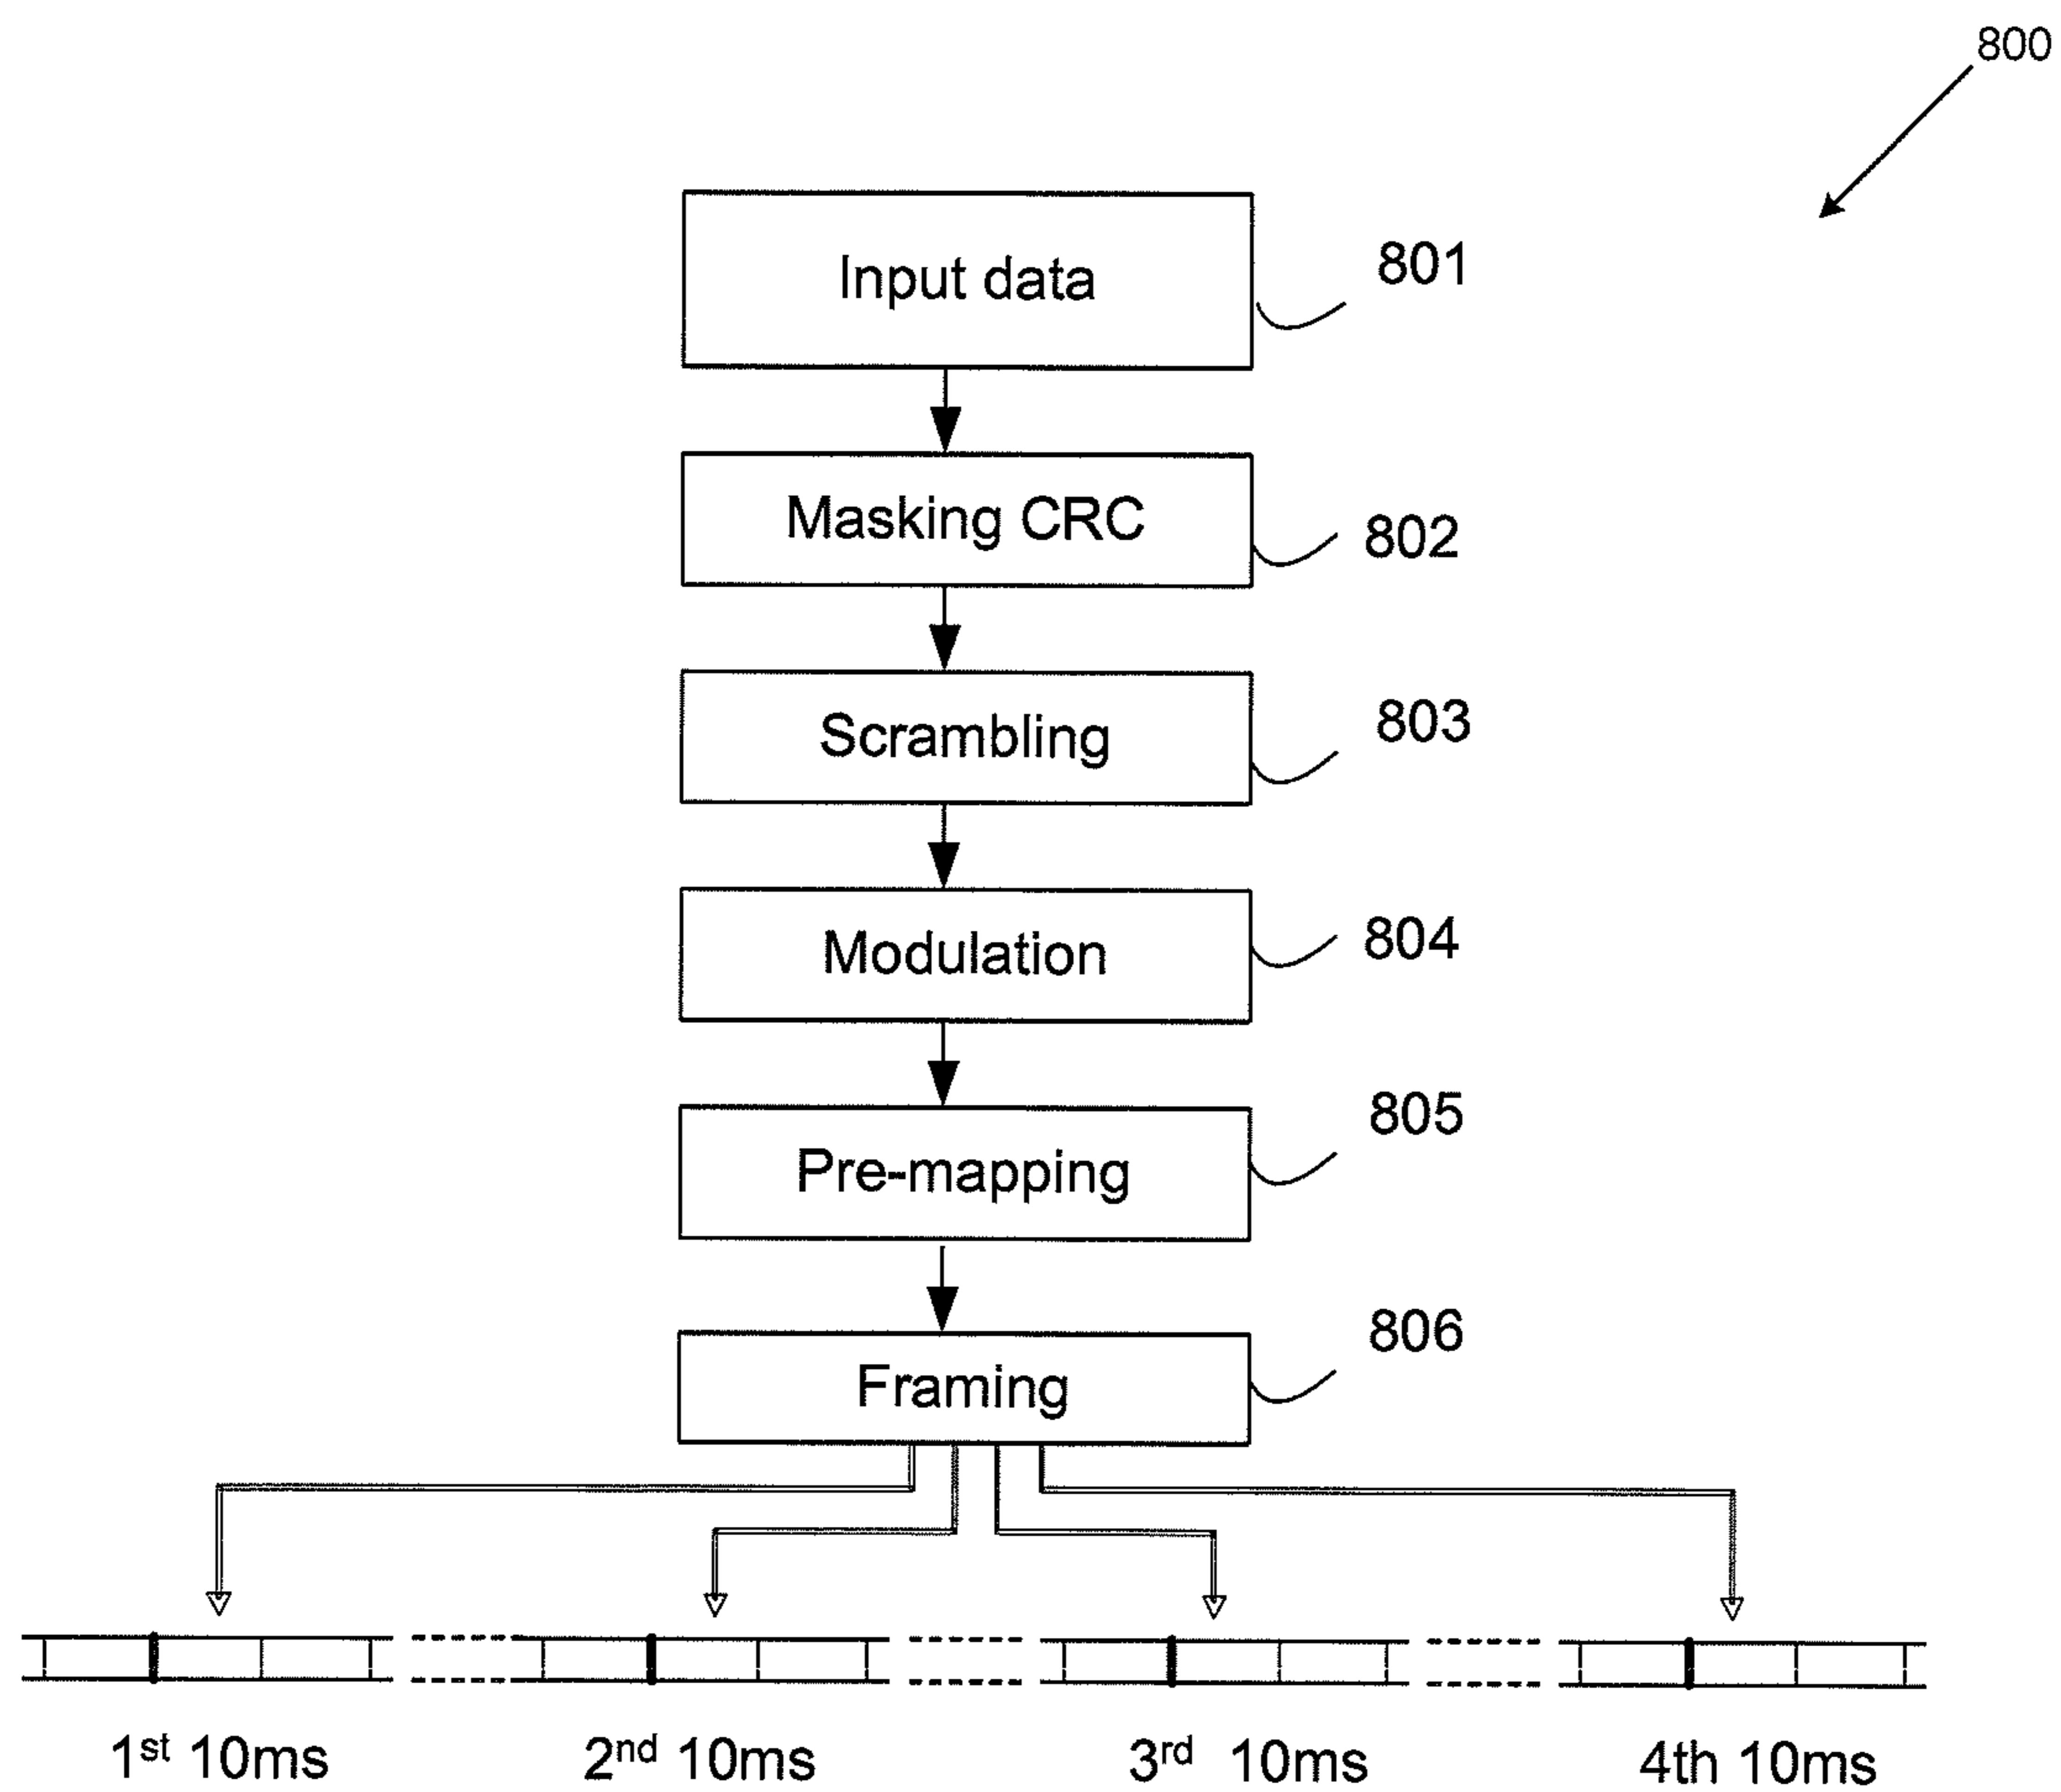 800
Input data
801
Masking CRC
802
Scrambling
803
Modulation
804
Pre-mapping
805
Framing
806
1st 10ms
2nd 10ms
3rd 10ms
4th 10ms